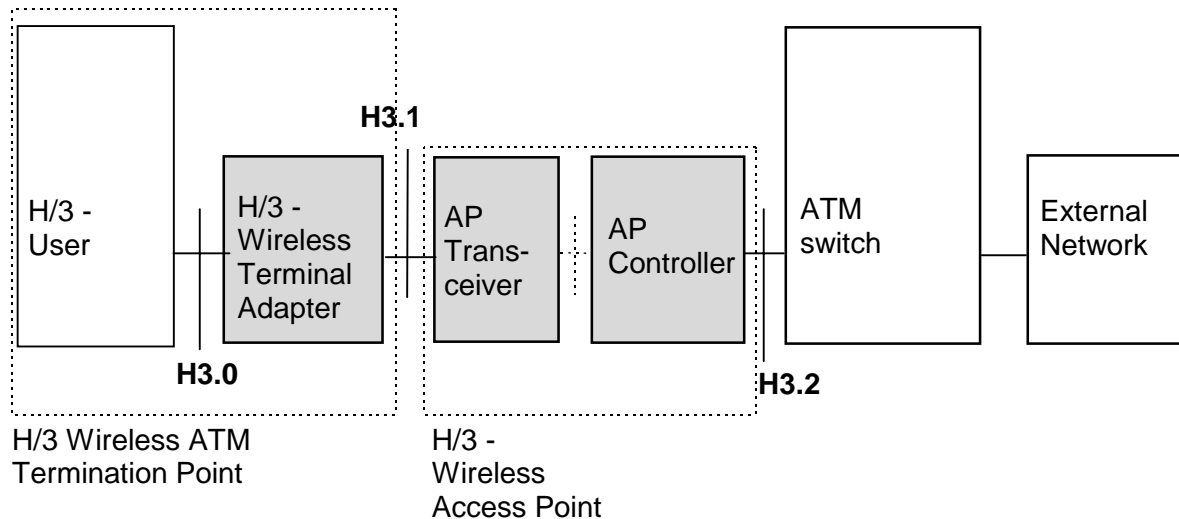 H3.1
H/3 -
User
H/3 -
Wireless
Terminal
Adapter
AP
Trans-
ceiver
AP
Controller
ATM
switch
External
Network
H3.0
H3.2
H/3 Wireless ATM
Termination Point
H/3 -
Wireless
Access Point